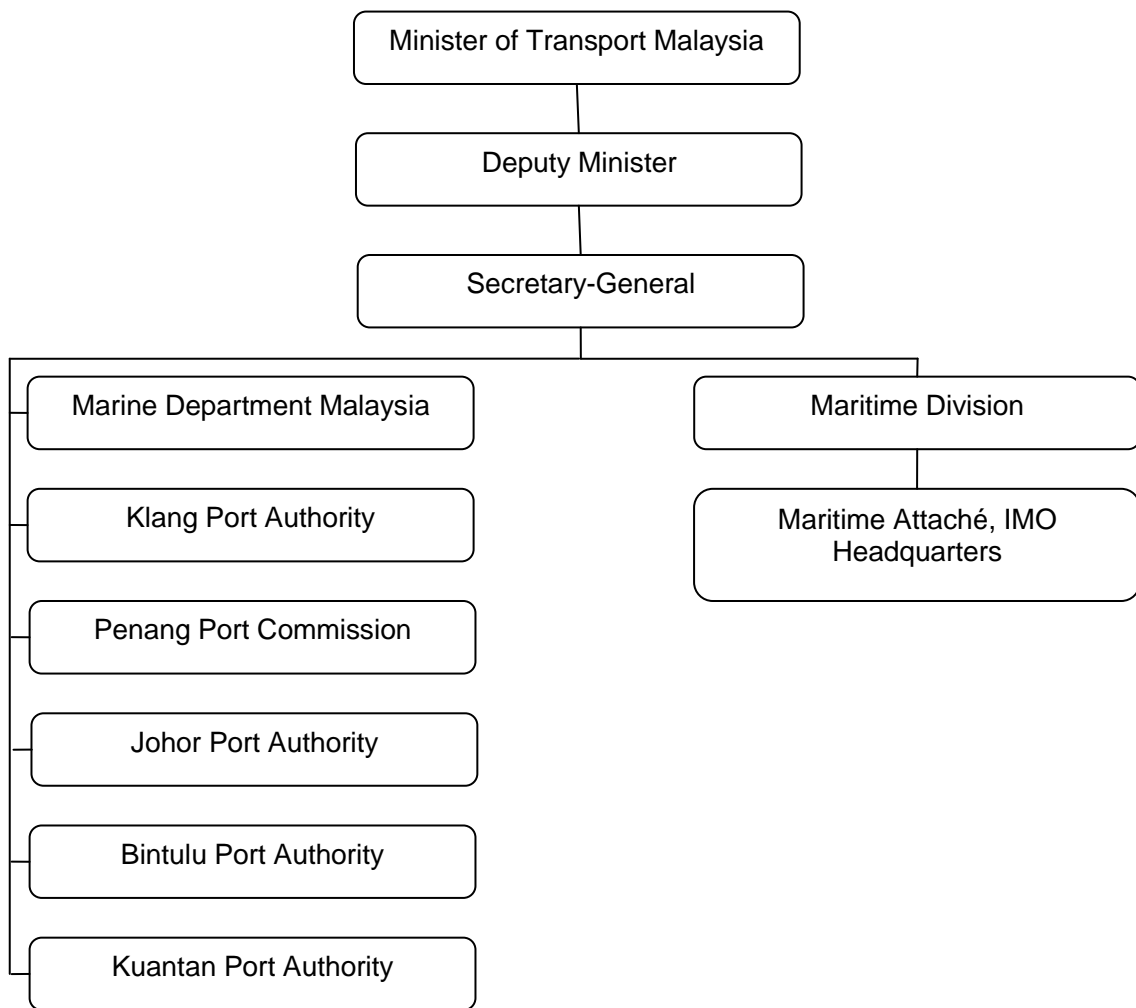 Minister of Transport Malaysia
Deputy Minister
Secretary-General
Marine Department Malaysia
Maritime Division
Klang Port Authority
Maritime Attaché, IMO
Headquarters
Penang Port Commission
Johor Port Authority
Bintulu Port Authority
Kuantan Port Authority